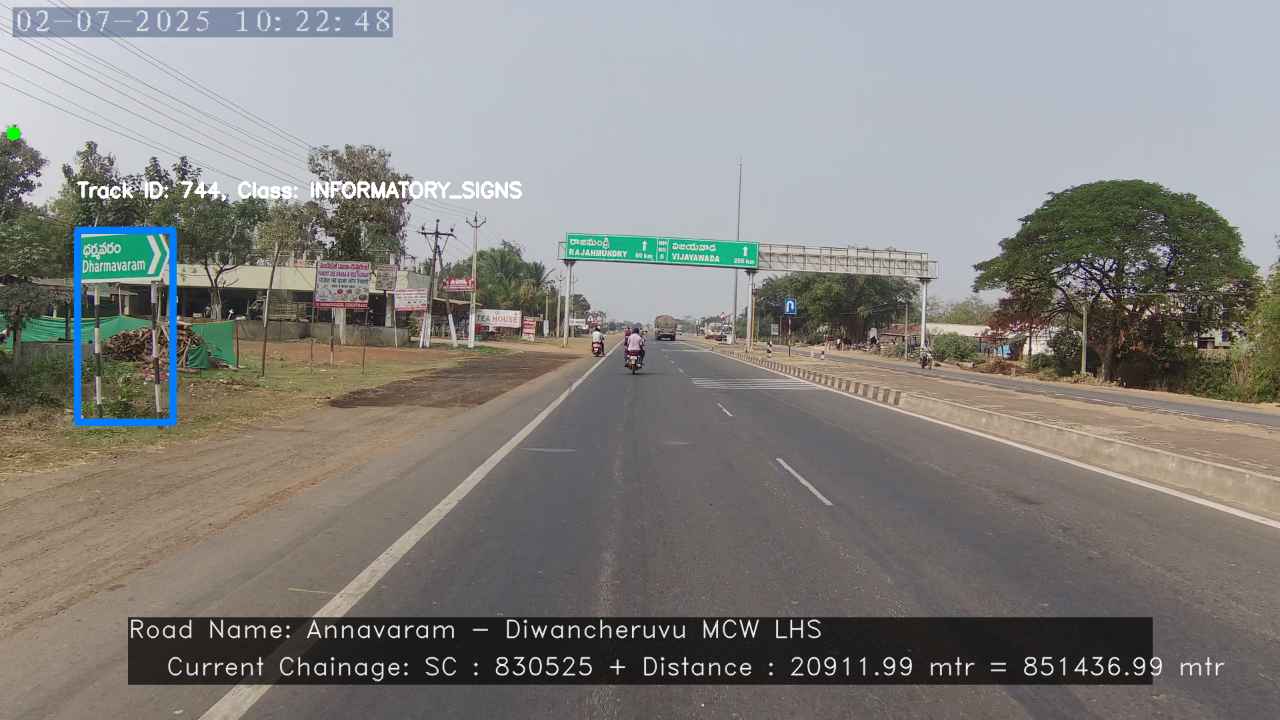 02-07-2025 10:22:48
Track ID: 744, Class: INFORMATORY_SIGNS
ధర్మవరం
Dharmavaram
రాజమండ్రి
RAJAHMUNDRY
విజయవాడ
VIJAYAWADA
TEA HOUSE
Road Name: Annavaram - Diwancheruvu MCW LHS
Current Chainage: SC : 830525 + Distance : 20911.99 mtr = 851436.99 mtr